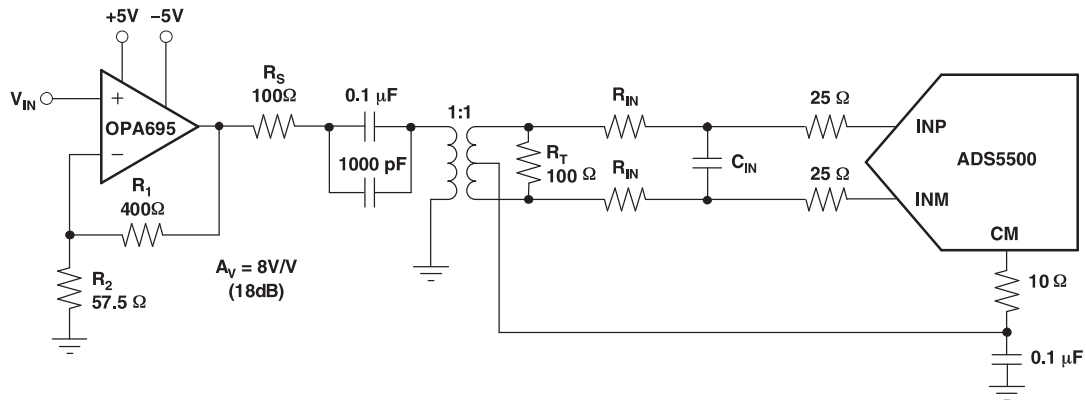 +5V
−5V
V_IN
+
OPA695
−
R_S
100Ω
0.1 μF
1000 pF
1:1
R_T
100 Ω
R_IN
R_IN
C_IN
25 Ω
25 Ω
INP
ADS5500
INM
CM
R_1
400Ω
R_2
57.5 Ω
A_V = 8V/V
(18dB)
10 Ω
0.1 μF